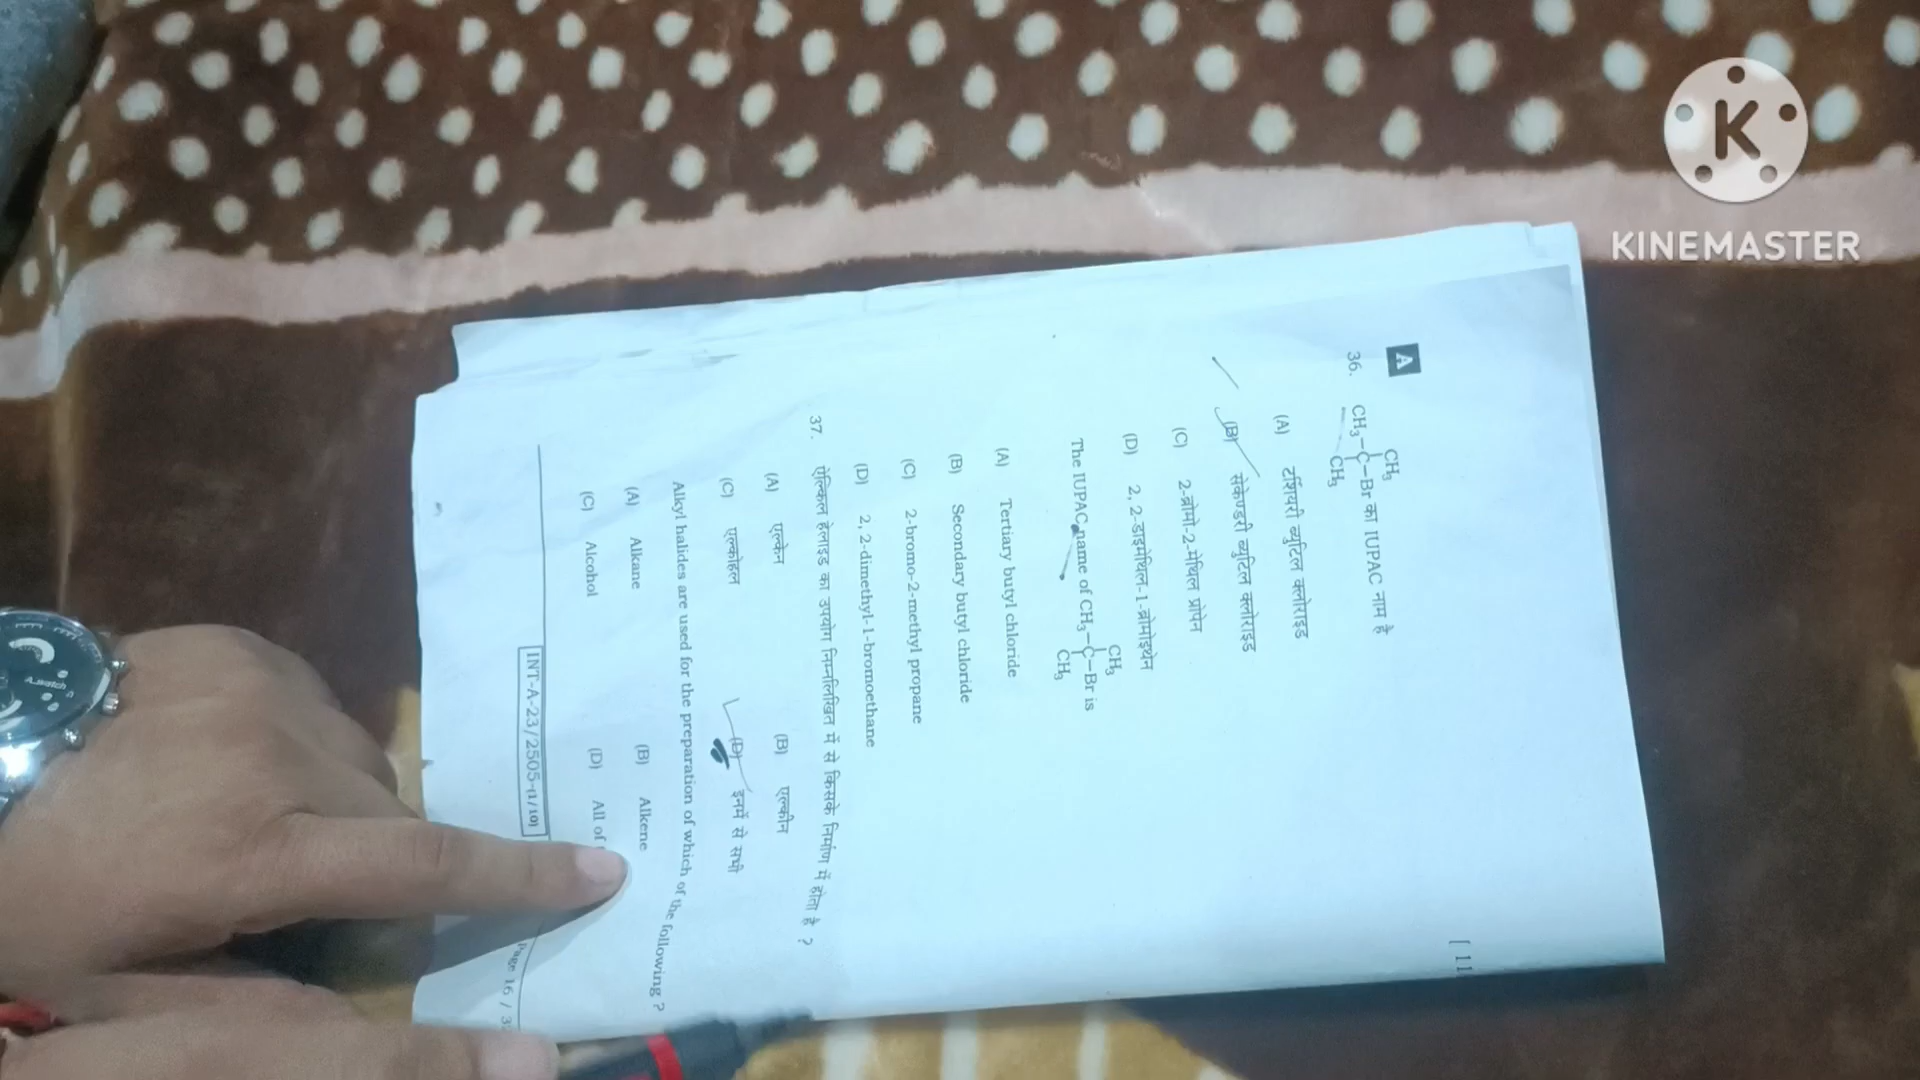 KINEMASTER
A
[ 11
CH3
36. CH3–C–Br का IUPAC नाम है
CH3
(A) टर्शियरी ब्युटिल क्लोराइड
(B) सेकेण्डरी ब्युटिल क्लोराइड
(C) 2-ब्रोमो-2-मेथिल प्रोपेन
(D) 2, 2-डाइमेथिल-1-ब्रोमोइथेन
CH3
The IUPAC name of CH3–C–Br is
CH3
(A) Tertiary butyl chloride
(B) Secondary butyl chloride
(C) 2-bromo-2-methyl propane
(D) 2, 2-dimethyl-1-bromoethane
37. ऐल्किल हेलाइड का उपयोग निम्नलिखित में से किसके निर्माण में होता है ?
(A) एल्केन (B) एल्कीन
(C) एल्कोहल (D) इनमें से सभी
Alkyl halides are used for the preparation of which of the following ?
(A) Alkane (B) Alkene
(C) Alcohol (D) All of
INT-A-23/2505-(1/10) Page 16 / 32
A_watch